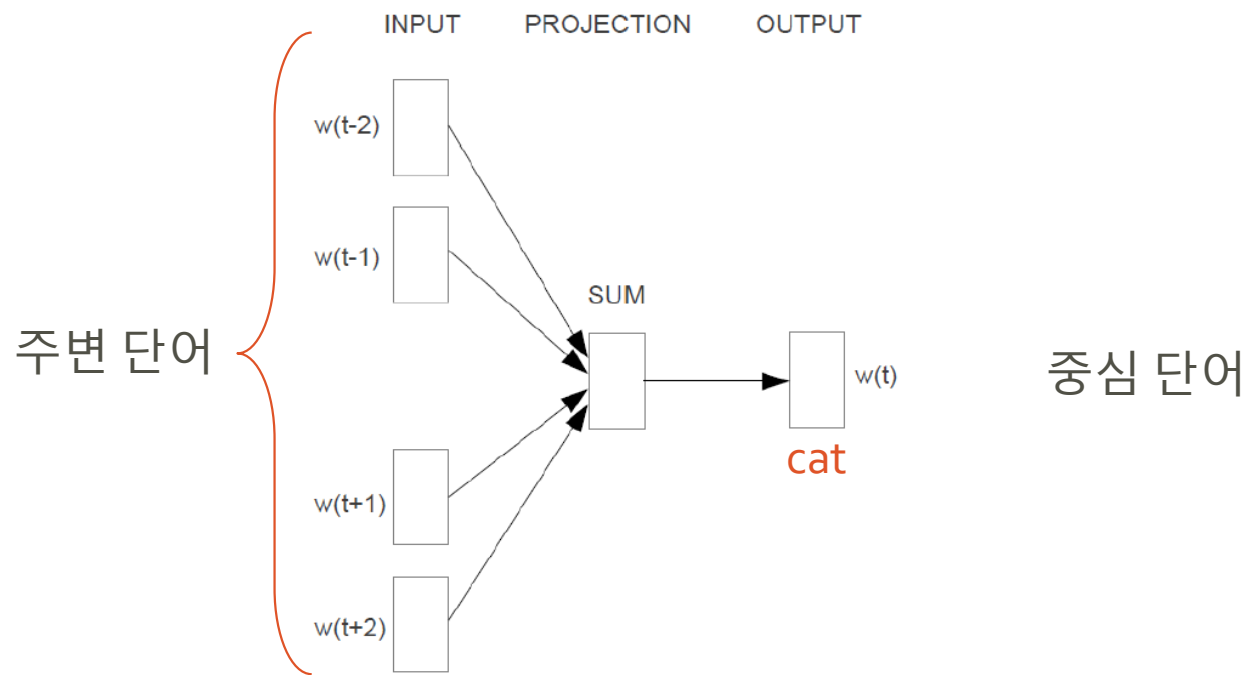 INPUT PROJECTION OUTPUT
w(t-2)
w(t-1)
SUM
주변 단어
w(t)
중심 단어
cat
w(t+1)
w(t+2)